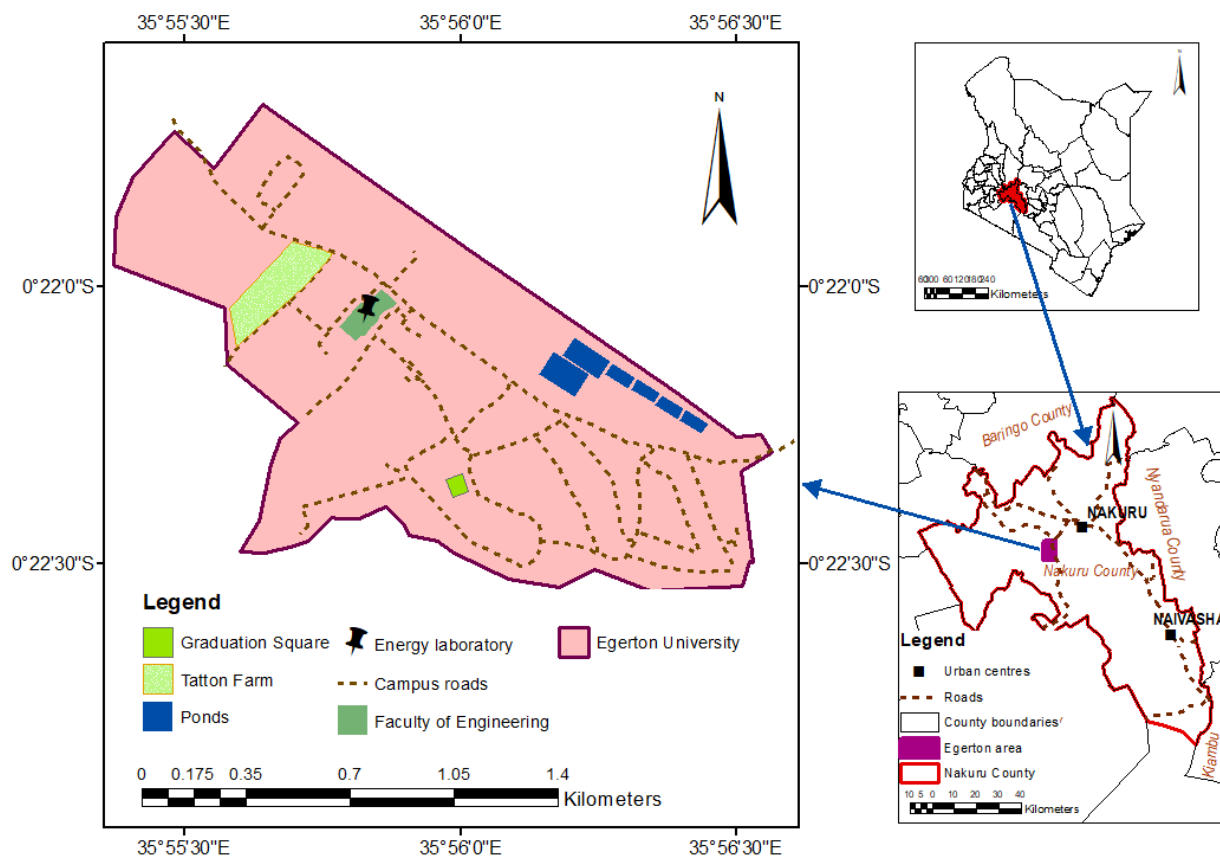 35°55'30"E 35°56'0"E 35°56'30"E
N
0°22'0"S 0°22'0"S
0°22'30"S 0°22'30"S
Legend
Graduation Square
Energy laboratory
Egerton University
Tatton Farm
Campus roads
Ponds
Faculty of Engineering
0 0.175 0.35 0.7 1.05 1.4
Kilometers
35°55'30"E 35°56'0"E 35°56'30"E
Kilometers
Baringo County
Nyandarua County
NAKURU
Nakuru County
NAIVASHA
Kiambu
Legend
Urban centres
Roads
County boundaries
Egerton area
Nakuru County
10 5 0 10 20 30 40
Kilometers